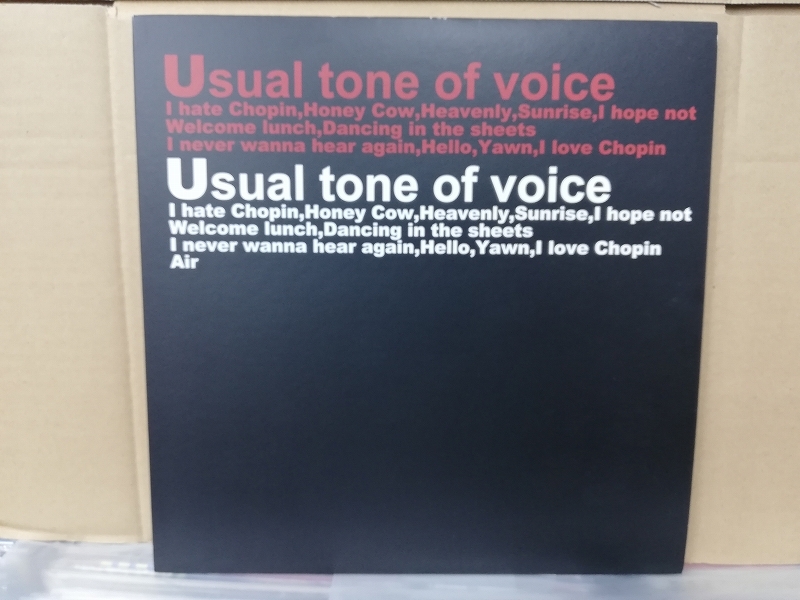 Usual tone of voice
I hate Chopin,Honey Cow,Heavenly,Sunrise,I hope not
Welcome lunch,Dancing in the sheets
I never wanna hear again,Hello,Yawn,I love Chopin
Usual tone of voice
I hate Chopin,Honey Cow,Heavenly,Sunrise,I hope not
Welcome lunch,Dancing in the sheets
I never wanna hear again,Hello,Yawn,I love Chopin
Air